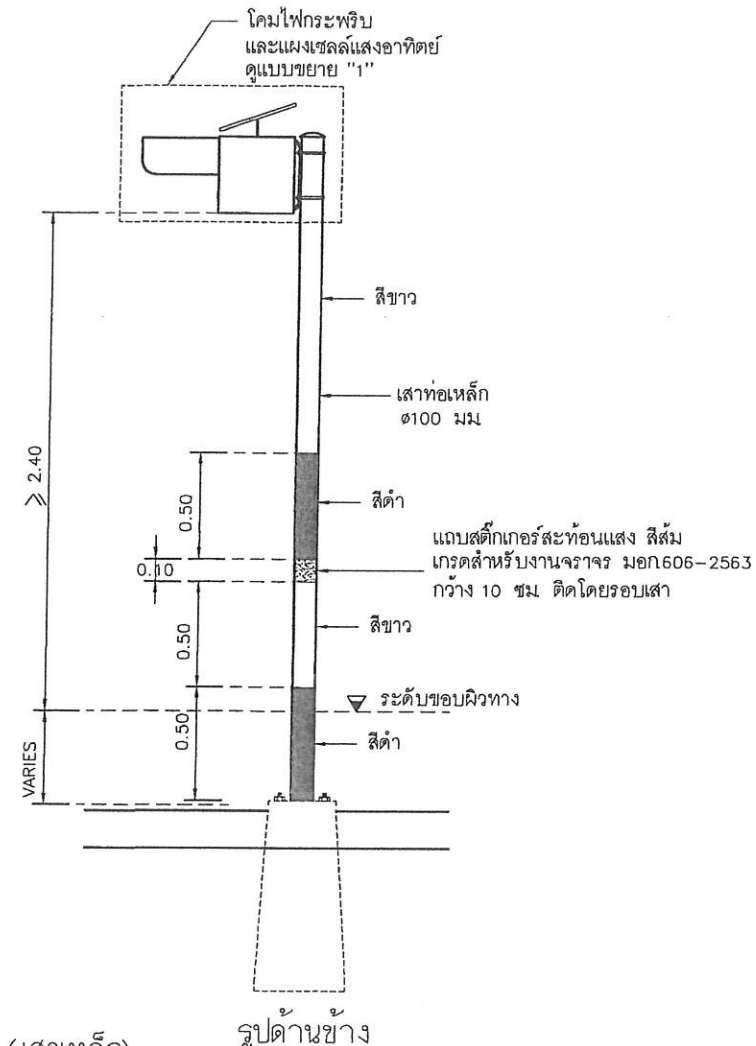 โคมไฟกระพริบ
และแผงเซลล์แสงอาทิตย์
ดูแบบขยาย "1"
สีขาว
เสาท่อเหล็ก
ø100 มม.
≥ 2.40
0.50
สีดำ
แถบสติ๊กเกอร์สะท้อนแสง สีส้ม
เกรดสำหรับงานจราจร มอก.606-2563
กว้าง 10 ซม. ติดโดยรอบเสา
0.10
0.50
สีขาว
ระดับขอบผิวทาง
0.50
สีดำ
VARIES
รูปด้านข้าง
(เสาเหล็ก)